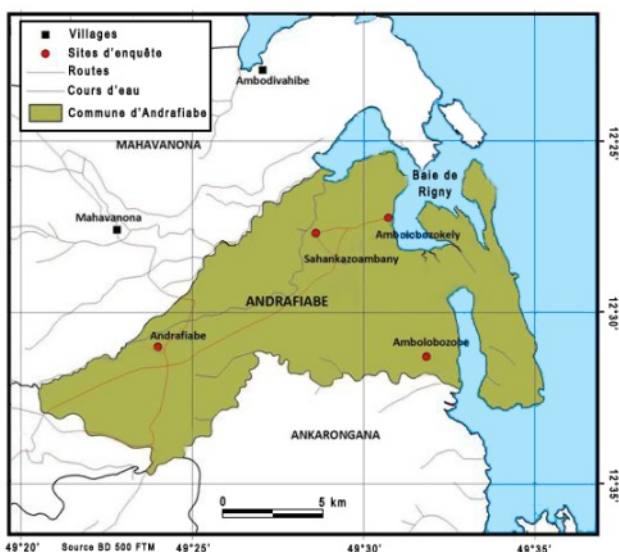 Villages
Sites d'enquête
Routes
Cours d'eau
Commune d'Andrafiabe
Ambodivahibe
MAHAVANONA
12°25'
Baie de
Rigny
Mahavanona
Ambolobozokely
Sahankazoambany
ANDRAFIABE
12°30'
Andrafiabe
Ambolobozobe
ANKARONGANA
0 5 km
12°35'
49°20' Source BD 500 FTM 49°25' 49°30' 49°35'